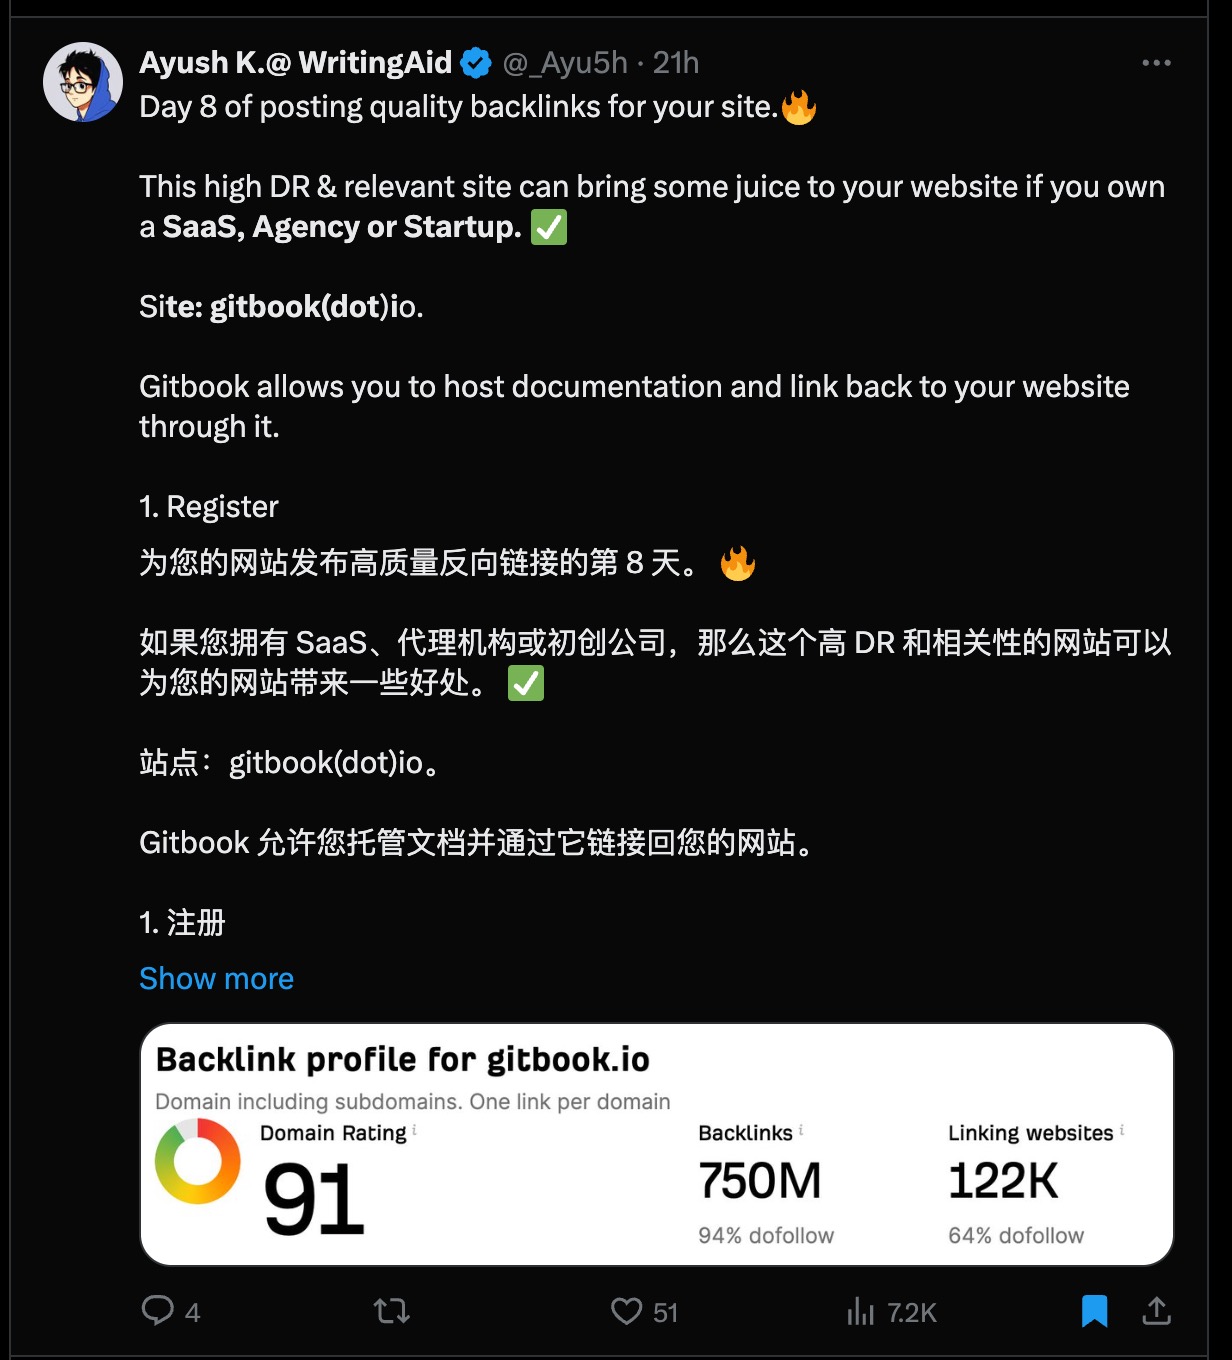 Ayush K.@ WritingAid @_Ayu5h · 21h
Day 8 of posting quality backlinks for your site.🔥
This high DR & relevant site can bring some juice to your website if you own
a SaaS, Agency or Startup. ✅
Site: gitbook(dot)io.
Gitbook allows you to host documentation and link back to your website
through it.
1. Register
为您的网站发布高质量反向链接的第 8 天。 🔥
如果您拥有 SaaS、代理机构或初创公司，那么这个高 DR 和相关性的网站可以
为您的网站带来一些好处。 ✅
站点：gitbook(dot)io。
Gitbook 允许您托管文档并通过它链接回您的网站。
1. 注册
Show more
Backlink profile for gitbook.io
Domain including subdomains. One link per domain
Domain Rating i
91
Backlinks i
750M
94% dofollow
Linking websites i
122K
64% dofollow
4
51
7.2K